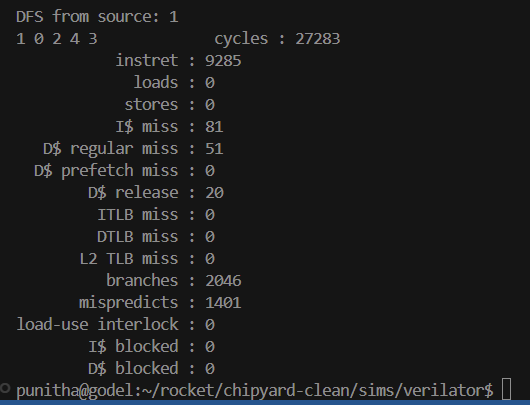 DFS from source: 1
1 0 2 4 3 cycles : 27283
instret : 9285
loads : 0
stores : 0
I$ miss : 81
D$ regular miss : 51
D$ prefetch miss : 0
D$ release : 20
ITLB miss : 0
DTLB miss : 0
L2 TLB miss : 0
branches : 2046
mispredicts : 1401
load-use interlock : 0
I$ blocked : 0
D$ blocked : 0
punitha@godel:~/rocket/chipyard-clean/sims/verilator$